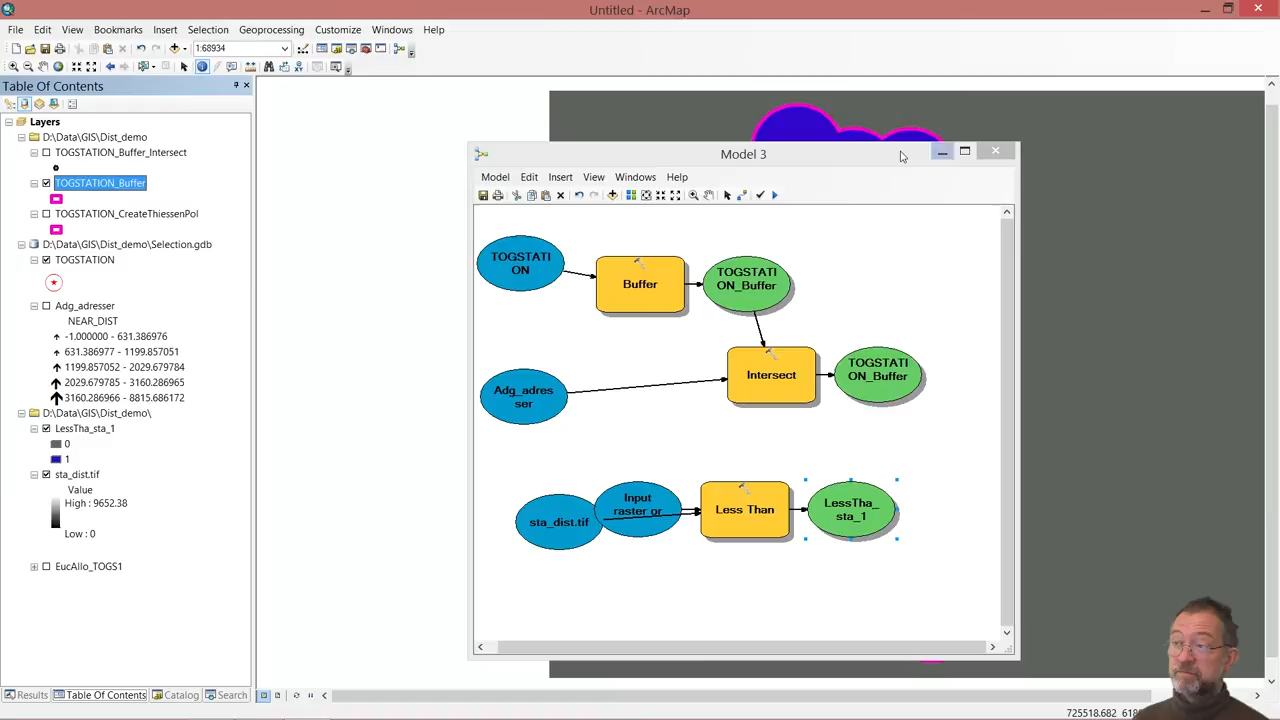 Untitled - ArcMap
File Edit View Bookmarks Insert Selection Geoprocessing Customize Windows Help
1:68934
Table Of Contents
Layers
D:\Data\GIS\Dist_demo
TOGSTATION_Buffer_Intersect
TOGSTATION_Buffer
TOGSTATION_CreateThiessenPol
D:\Data\GIS\Dist_demo\Selection.gdb
TOGSTATION
Adg_adresser
NEAR_DIST
-1.000000 - 631.386976
631.386977 - 1199.857051
1199.857052 - 2029.679784
2029.679785 - 3160.286965
3160.286966 - 8815.686172
D:\Data\GIS\Dist_demo\
LessTha_sta_1
0
1
sta_dist.tif
Value
High : 9652.38
Low : 0
EucAllo_TOGS1
Results Table Of Contents Catalog Search
Model 3
Model Edit Insert View Windows Help
TOGSTATI
ON
Buffer
TOGSTATI
ON_Buffer
Adg_adres
ser
Intersect
TOGSTATI
ON_Buffer
sta_dist.tif
Input
raster or
Less Than
LessTha_
sta_1
725518.682